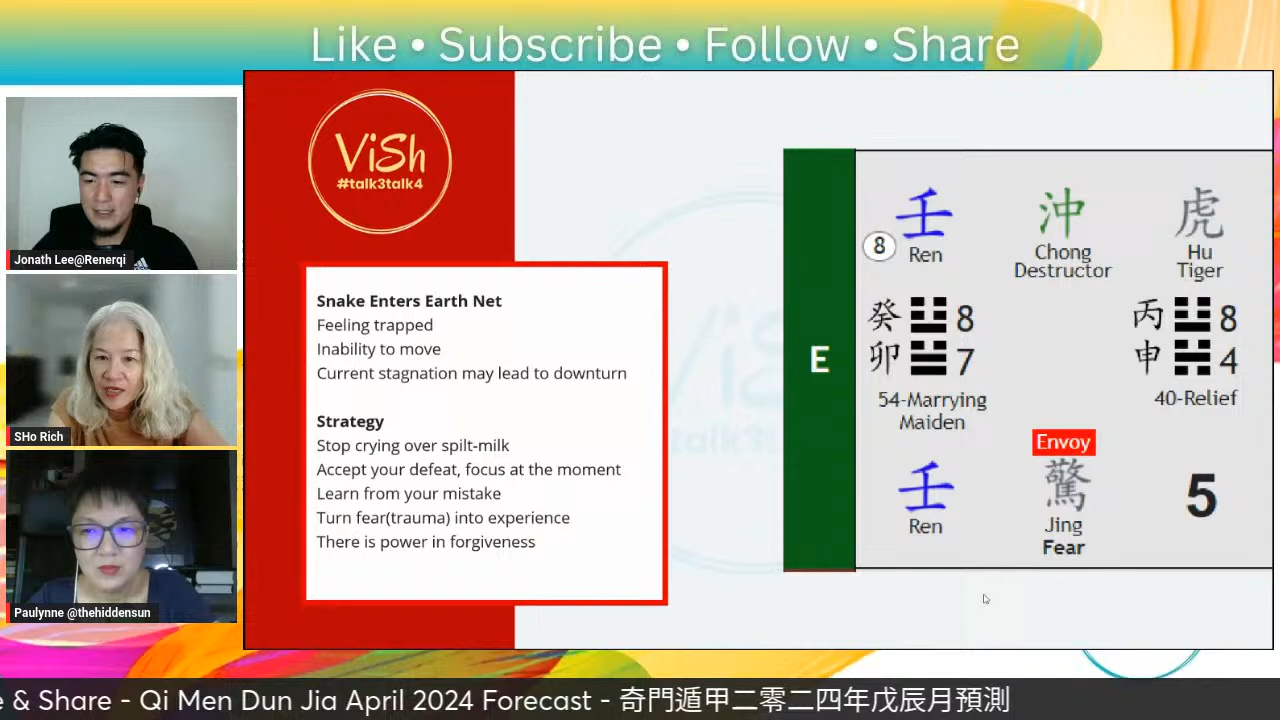 Like • Subscribe • Follow • Share
Jonath Lee@Renerqi
SHo Rich
Paulynne @thehiddensun
ViSh
#talk3talk4
Snake Enters Earth Net
Feeling trapped
Inability to move
Current stagnation may lead to downturn
Strategy
Stop crying over spilt-milk
Accept your defeat, focus at the moment
Learn from your mistake
Turn fear(trauma) into experience
There is power in forgiveness
E
壬 沖 虎
8 Ren Chong Hu
Destructor Tiger
癸 8 丙 8
卯 7 申 4
54-Marrying 40-Relief
Maiden
Envoy
壬 驚 5
Ren Jing
Fear
e & Share - Qi Men Dun Jia April 2024 Forecast - 奇門遁甲二零二四年戊辰月預測